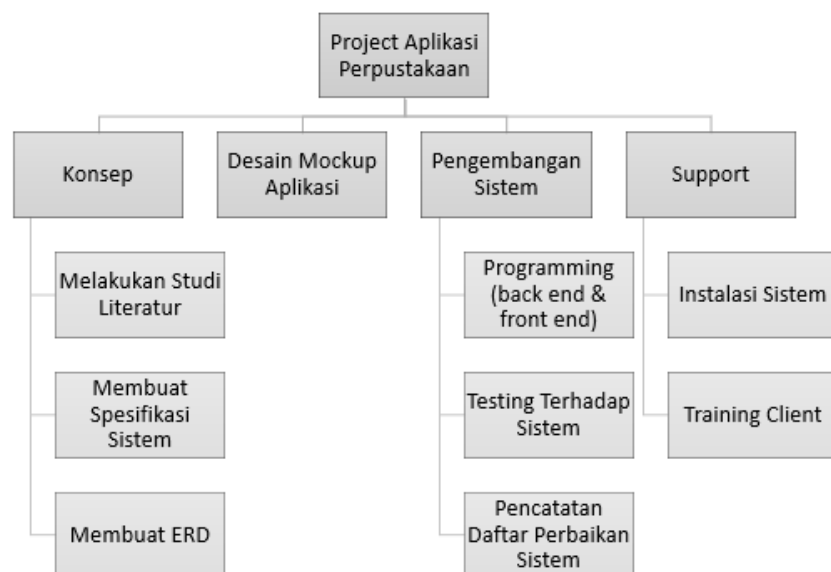 Project Aplikasi
Perpustakaan
Konsep
Desain Mockup
Aplikasi
Pengembangan
Sistem
Support
Melakukan Studi
Literatur
Membuat
Spesifikasi
Sistem
Membuat ERD
Programming
(back end &
front end)
Testing Terhadap
Sistem
Pencatatan
Daftar Perbaikan
Sistem
Instalasi Sistem
Training Client